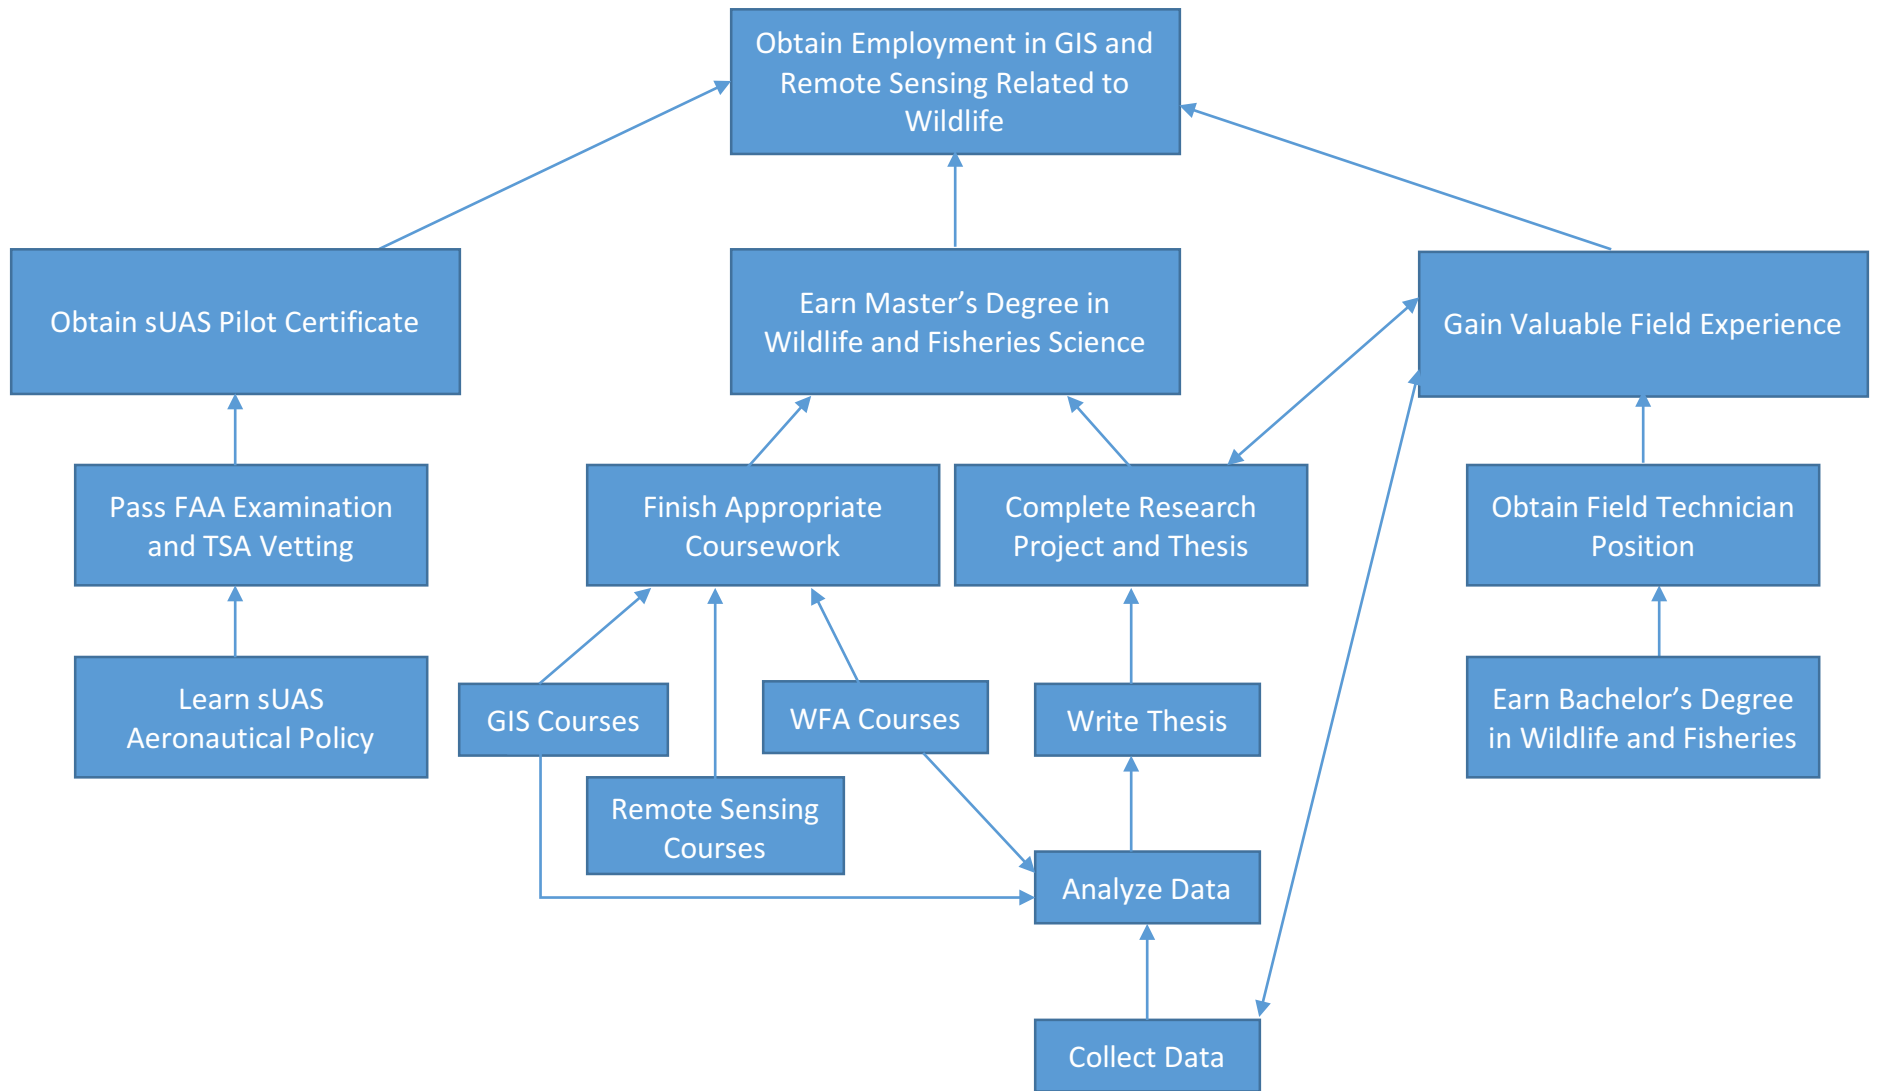 Obtain Employment in GIS and
Remote Sensing Related to
Wildlife
Obtain sUAS Pilot Certificate
Earn Master’s Degree in
Wildlife and Fisheries Science
Gain Valuable Field Experience
Pass FAA Examination
and TSA Vetting
Finish Appropriate
Coursework
Complete Research
Project and Thesis
Obtain Field Technician
Position
Learn sUAS
Aeronautical Policy
GIS Courses
WFA Courses
Write Thesis
Earn Bachelor’s Degree
in Wildlife and Fisheries
Remote Sensing
Courses
Analyze Data
Collect Data